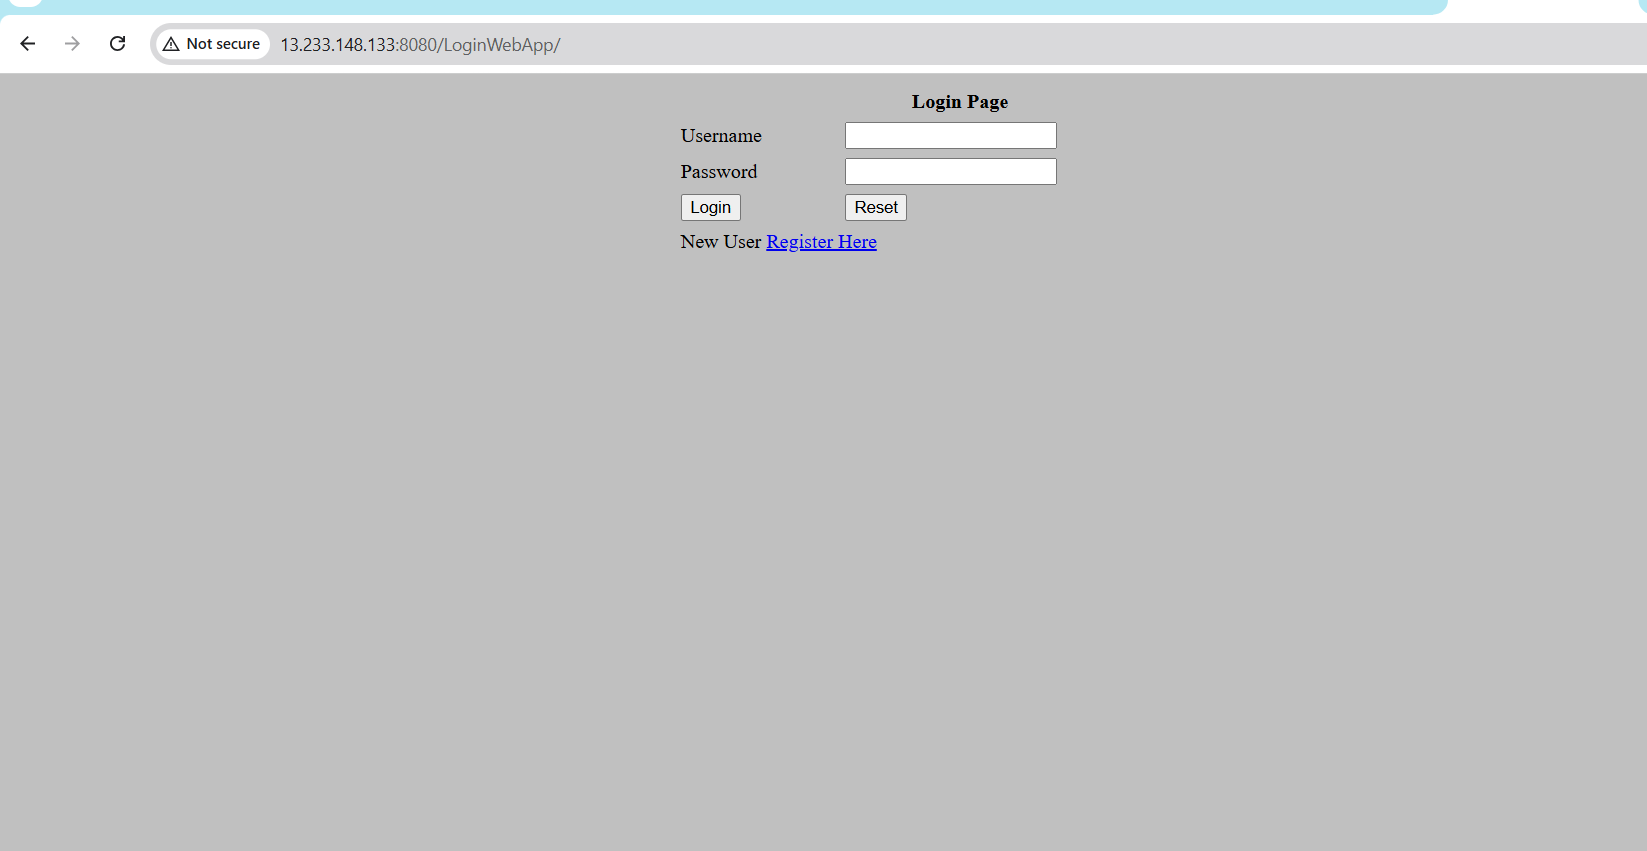 Not secure 13.233.148.133:8080/LoginWebApp/
Login Page
Username
Password
Login Reset
New User Register Here